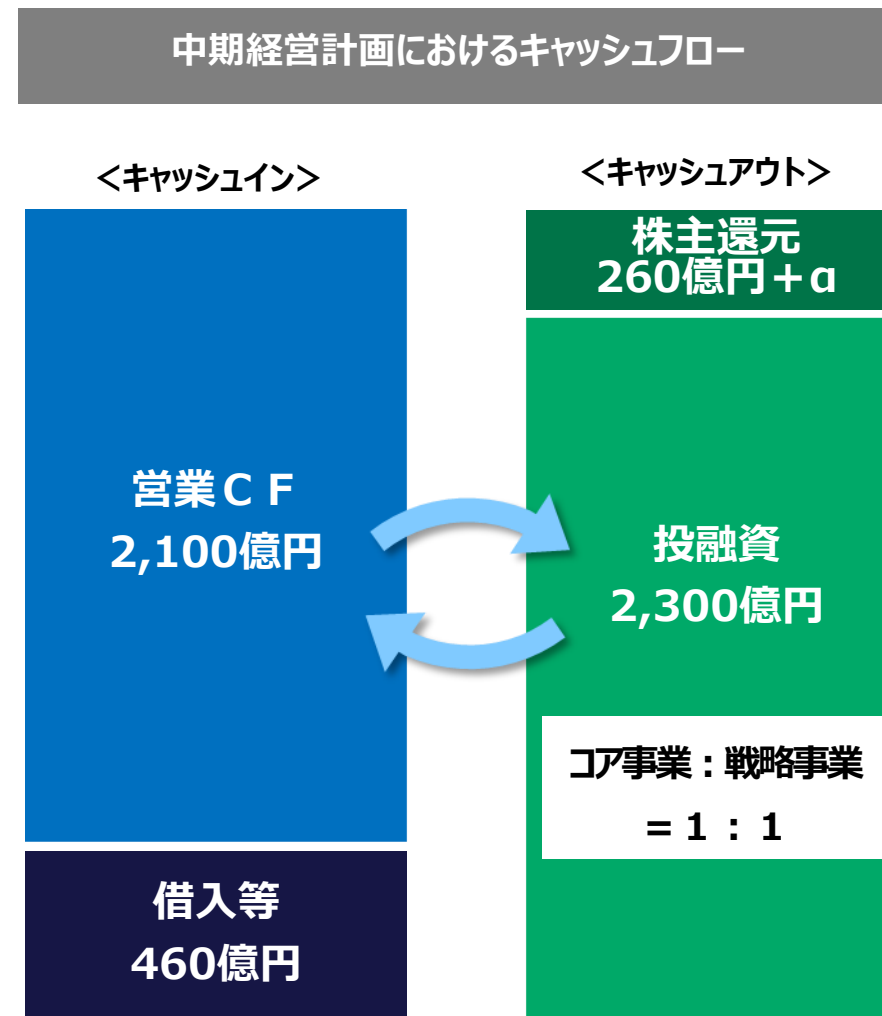 中期経営計画におけるキャッシュフロー
＜キャッシュイン＞
＜キャッシュアウト＞
株主還元
260億円＋α
営業ＣＦ
2,100億円
投融資
2,300億円
コア事業：戦略事業
＝１：１
借入等
460億円